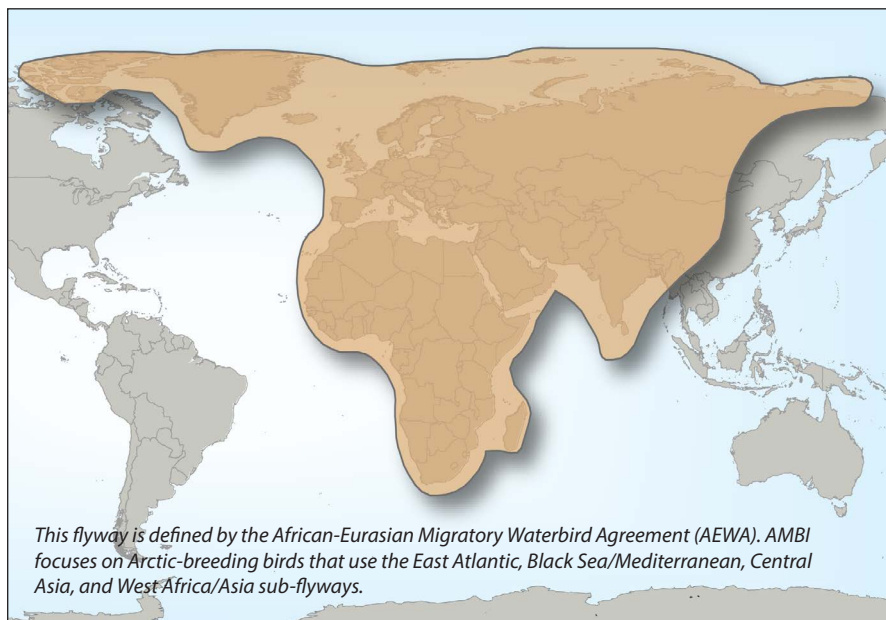 This flyway is defined by the African-Eurasian Migratory Waterbird Agreement (AEWA). AMBI
focuses on Arctic-breeding birds that use the East Atlantic, Black Sea/Mediterranean, Central
Asia, and West Africa/Asia sub-flyways.